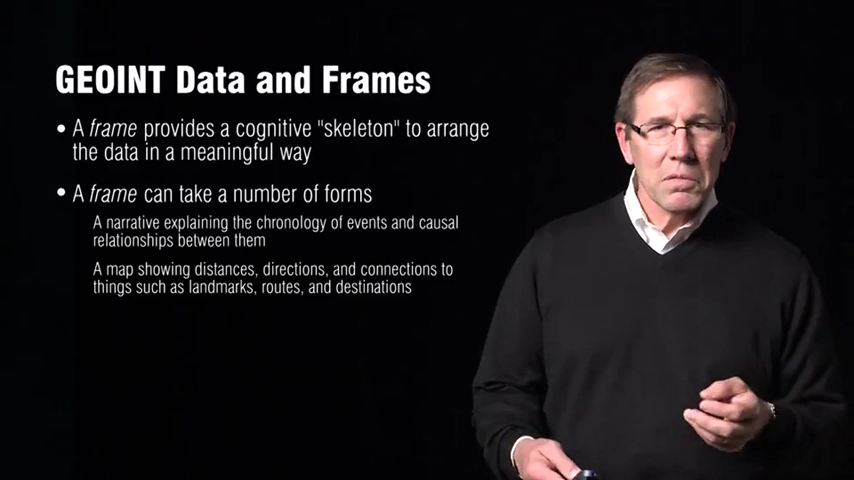 GEOINT Data and Frames
• A frame provides a cognitive "skeleton" to arrange
the data in a meaningful way
• A frame can take a number of forms
A narrative explaining the chronology of events and causal
relationships between them
A map showing distances, directions, and connections to
things such as landmarks, routes, and destinations